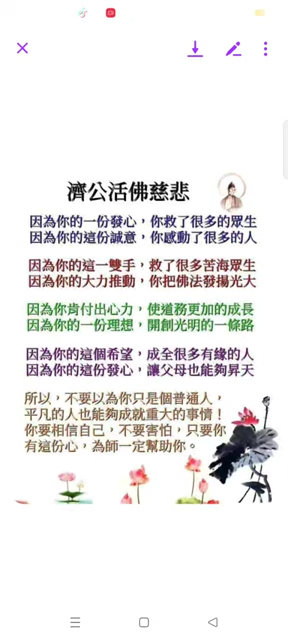 濟公活佛慈悲
因為你的一份發心，你救了很多的眾生
因為你的這份誠意，你感動了很多的人
因為你的這一雙手，救了很多苦海眾生
因為你的大力推動，你把佛法發揚光大
因為你肯付出心力，使道務更加的成長
因為你的一份理想，開創光明的一條路
因為你的這個希望，成全很多有緣的人
因為你的這份發心，讓父母也能夠昇天
所以，不要以為你只是個普通人，
平凡的人也能夠成就重大的事情！
你要相信自己，不要害怕，只要你
有這份心，為師一定幫助你。